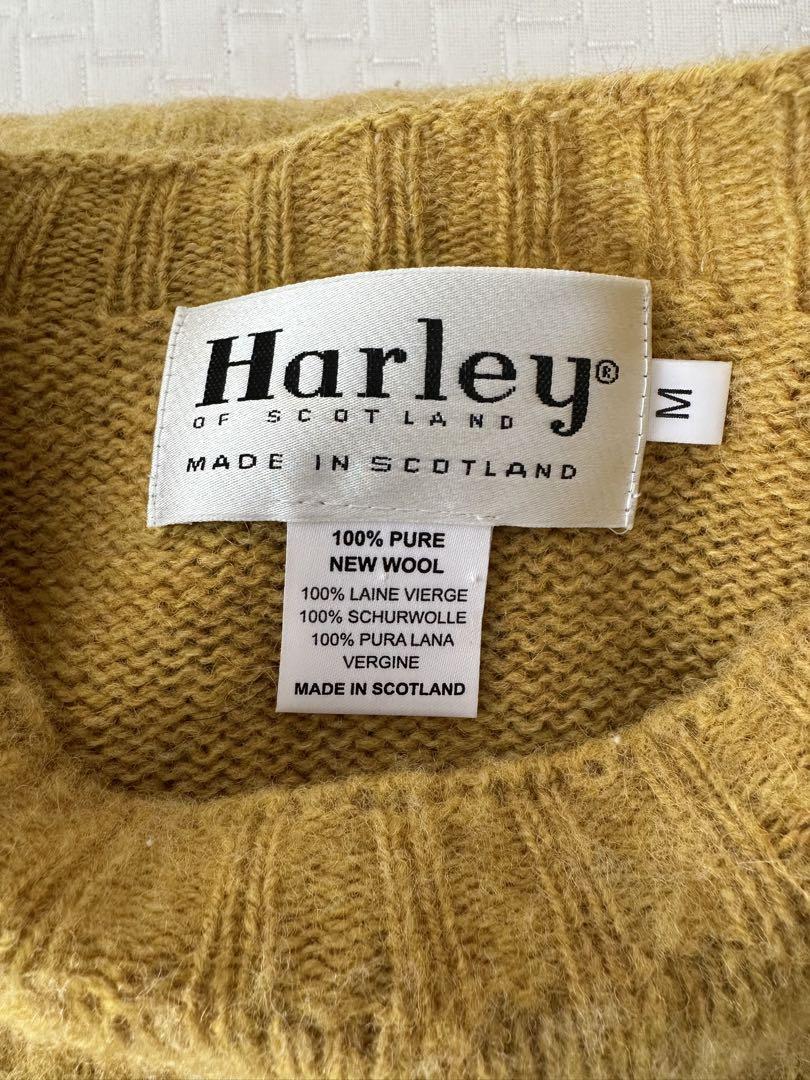 Harley®
OF SCOTLAND
MADE IN SCOTLAND
M
100% PURE
NEW WOOL
100% LAINE VIERGE
100% SCHURWOLLE
100% PURA LANA
VERGINE
MADE IN SCOTLAND